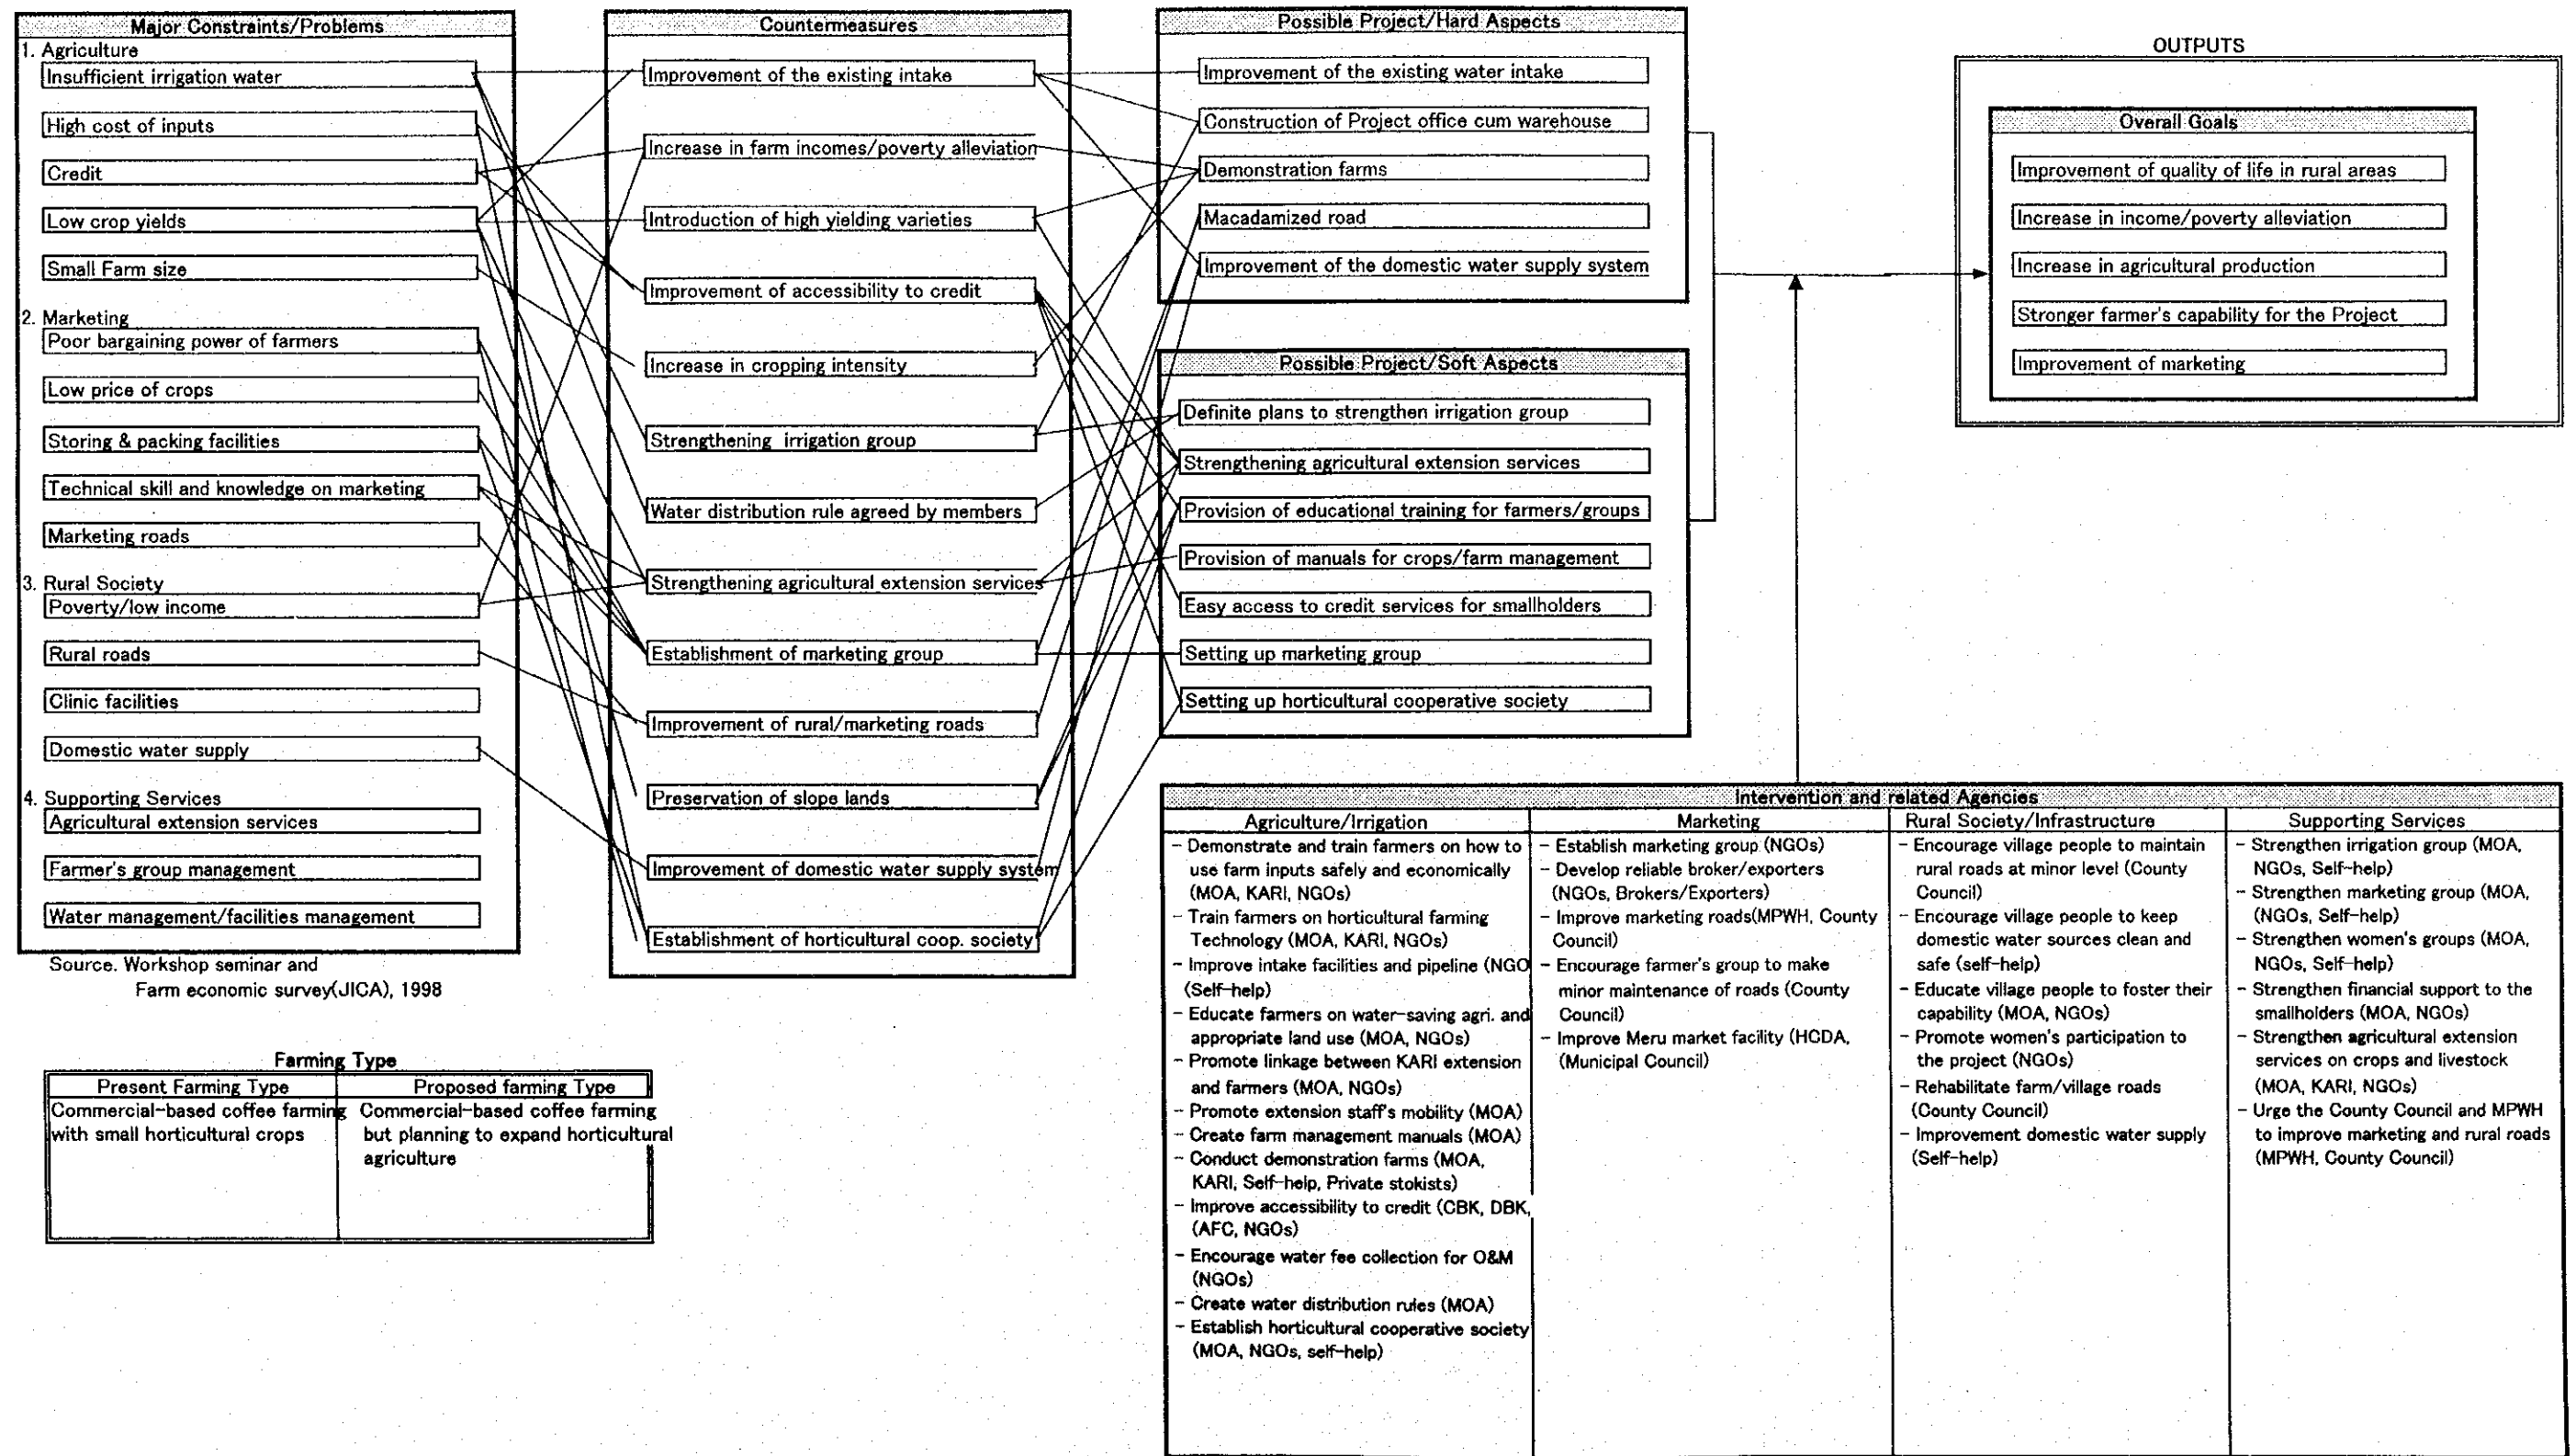 Major Constraints/Problems
1. Agriculture
Insufficient irrigation water
High cost of inputs
Credit
Low crop yields
Small Farm size
2. Marketing
Poor bargaining power of farmers
Low price of crops
Storing & packing facilities
Technical skill and knowledge on marketing
Marketing roads
3. Rural Society
Poverty/low income
Rural roads
Clinic facilities
Domestic water supply
4. Supporting Services
Agricultural extension services
Farmer's group management
Water management/facilities management
Source. Workshop seminar and
Farm economic survey(JICA), 1998
Countermeasures
Improvement of the existing intake
Increase in farm incomes/poverty alleviation
Introduction of high yielding varieties
Improvement of accessibility to credit
Increase in cropping intensity
Strengthening irrigation group
Water distribution rule agreed by members
Strengthening agricultural extension services
Establishment of marketing group
Improvement of rural/marketing roads
Preservation of slope lands
Improvement of domestic water supply system
Establishment of horticultural coop. society
Possible Project/Hard Aspects
Improvement of the existing water intake
Construction of Project office cum warehouse
Demonstration farms
Macadamized road
Improvement of the domestic water supply system
Possible Project/Soft Aspects
Definite plans to strengthen irrigation group
Strengthening agricultural extension services
Provision of educational training for farmers/groups
Provision of manuals for crops/farm management
Easy access to credit services for smallholders
Setting up marketing group
Setting up horticultural cooperative society
OUTPUTS
Overall Goals
Improvement of quality of life in rural areas
Increase in income/poverty alleviation
Increase in agricultural production
Stronger farmer's capability for the Project
Improvement of marketing
Intervention and related Agencies
Agriculture/Irrigation
- Demonstrate and train farmers on how to
use farm inputs safely and economically
(MOA, KARI, NGOs)
- Train farmers on horticultural farming
Technology (MOA, KARI, NGOs)
- Improve intake facilities and pipeline (NGO
(Self-help)
- Educate farmers on water-saving agri. and
appropriate land use (MOA, NGOs)
- Promote linkage between KARI extension
and farmers (MOA, NGOs)
- Promote extension staff's mobility (MOA)
- Create farm management manuals (MOA)
- Conduct demonstration farms (MOA,
KARI, Self-help, Private stokists)
- Improve accessibility to credit (CBK, DBK,
(AFC, NGOs)
- Encourage water fee collection for O&M
(NGOs)
- Create water distribution rules (MOA)
- Establish horticultural cooperative society
(MOA, NGOs, self-help)
Marketing
- Establish marketing group (NGOs)
- Develop reliable broker/exporters
(NGOs, Brokers/Exporters)
- Improve marketing roads(MPWH, County
Council)
- Encourage farmer's group to make
minor maintenance of roads (County
Council)
- Improve Meru market facility (HCDA,
(Municipal Council)
Rural Society/Infrastructure
- Encourage village people to maintain
rural roads at minor level (County
Council)
- Encourage village people to keep
domestic water sources clean and
safe (self-help)
- Educate village people to foster their
capability (MOA, NGOs)
- Promote women's participation to
the project (NGOs)
- Rehabilitate farm/village roads
(County Council)
- Improvement domestic water supply
(Self-help)
Supporting Services
- Strengthen irrigation group (MOA,
NGOs, Self-help)
- Strengthen marketing group (MOA,
(NGOs, Self-help)
- Strengthen women's groups (MOA,
NGOs, Self-help)
- Strengthen financial support to the
smallholders (MOA, NGOs)
- Strengthen agricultural extension
services on crops and livestock
(MOA, KARI, NGOs)
- Urge the County Council and MPWH
to improve marketing and rural roads
(MPWH, County Council)
Farming Type
Present Farming Type
Commercial-based coffee farming
with small horticultural crops
Proposed farming Type
Commercial-based coffee farming
but planning to expand horticultural
agriculture